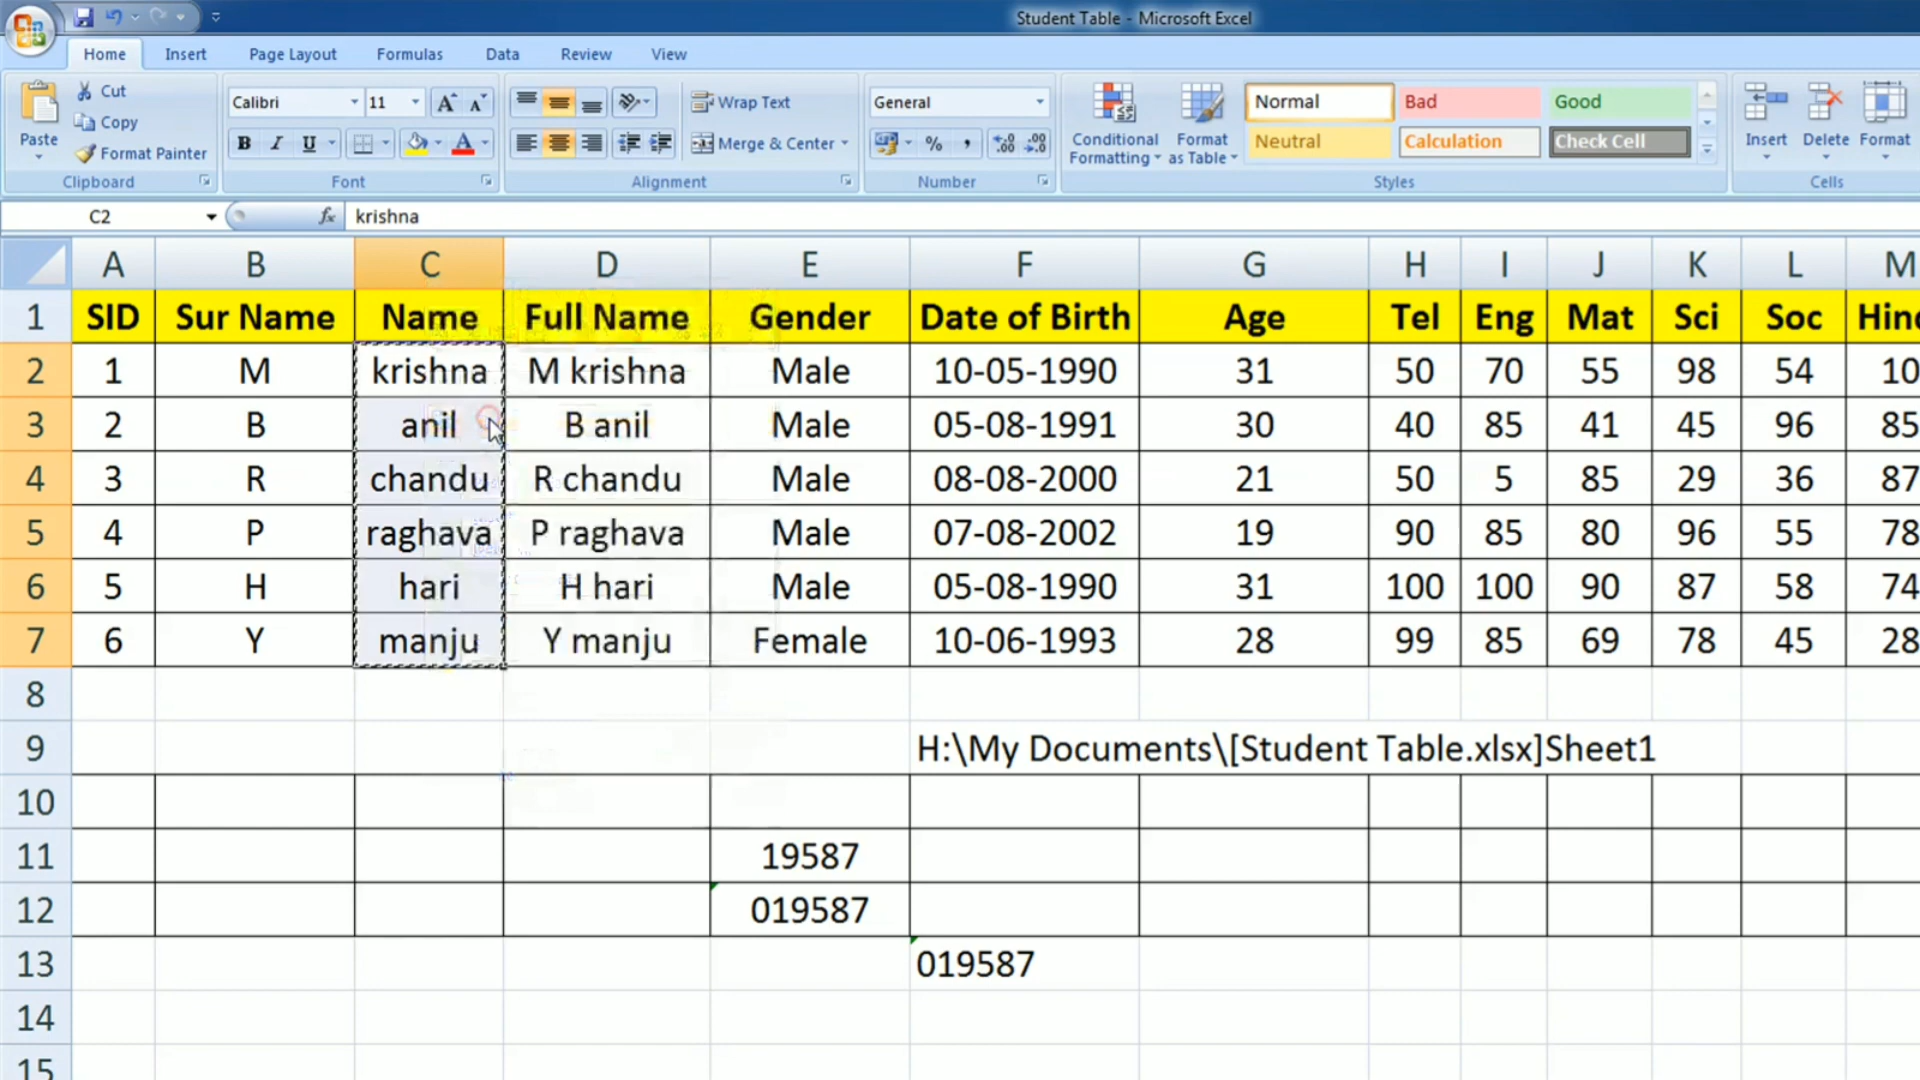 Student Table - Microsoft Excel
Home Insert Page Layout Formulas Data Review View
Paste Cut Copy Format Painter Clipboard
Calibri 11 B I U A Font
Wrap Text Merge & Center Alignment
General % , Number
Conditional Formatting Format as Table Normal Bad Good Neutral Calculation Check Cell Styles
Insert Delete Format Cells
C2 fx krishna
A B C D E F G H I J K L M
1 SID Sur Name Name Full Name Gender Date of Birth Age Tel Eng Mat Sci Soc
2 1 M krishna M krishna Male 10-05-1990 31 50 70 55 98 54 10
3 2 B anil B anil Male 05-08-1991 30 40 85 41 45 96 85
4 3 R chandu R chandu Male 08-08-2000 21 50 5 85 29 36 87
5 4 P raghava P raghava Male 07-08-2002 19 90 85 80 96 55 78
6 5 H hari H hari Male 05-08-1990 31 100 100 90 87 58 74
7 6 Y manju Y manju Female 10-06-1993 28 99 85 69 78 45 28
8
9 H:\My Documents\[Student Table.xlsx]Sheet1
10
11 19587
12 019587
13 019587
14
15